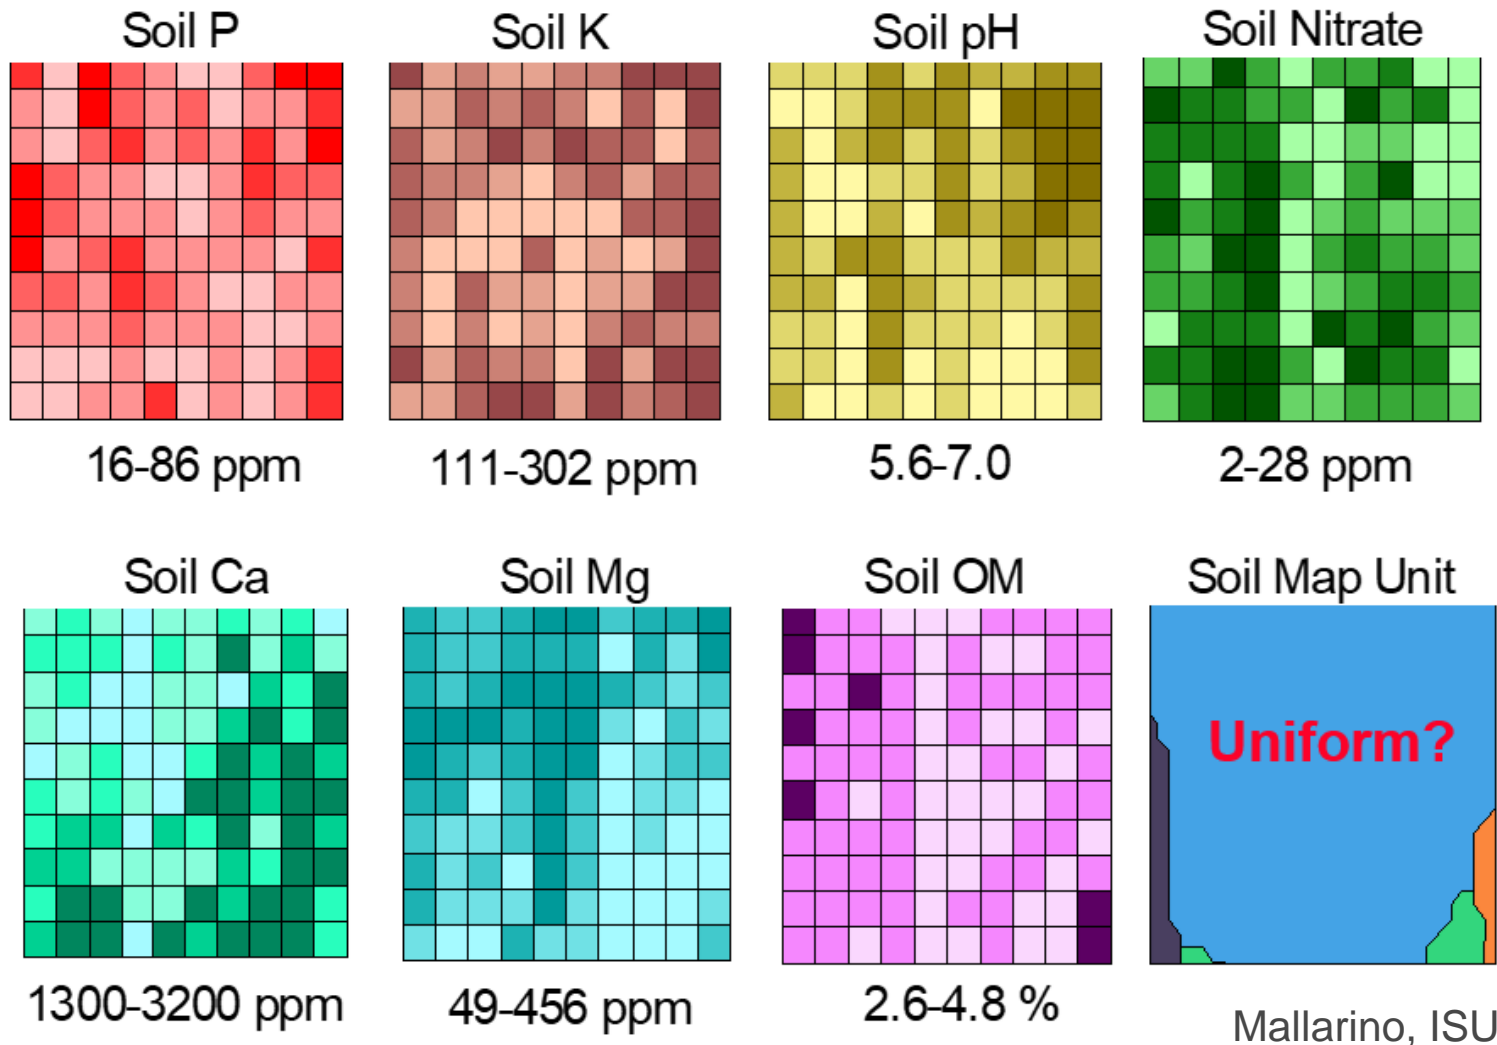 Soil P
Soil K
Soil pH
Soil Nitrate
16-86 ppm
111-302 ppm
5.6-7.0
2-28 ppm
Soil Ca
Soil Mg
Soil OM
Soil Map Unit
Uniform?
1300-3200 ppm
49-456 ppm
2.6-4.8 %
Mallarino, ISU